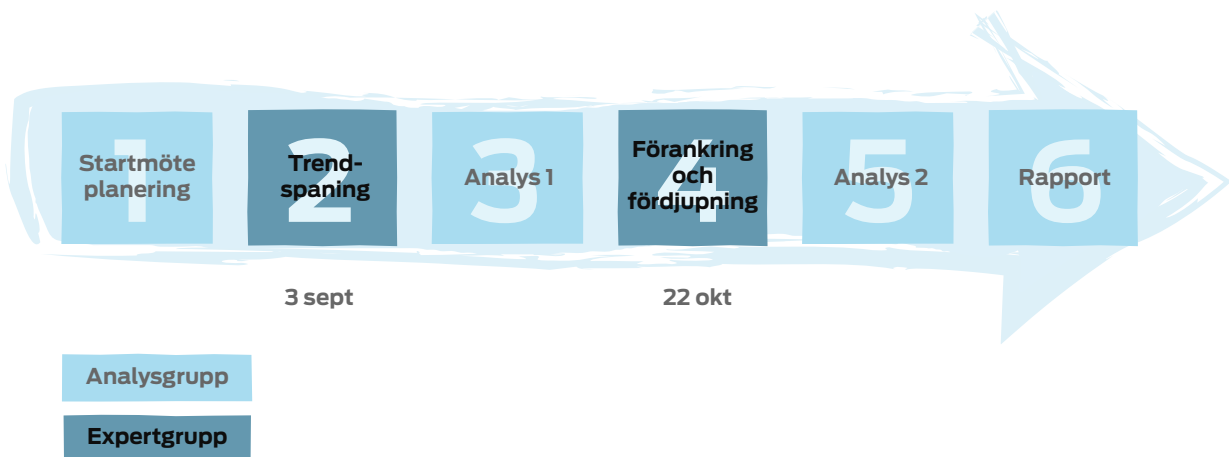 1
Startmöte
planering
2
Trend-
spaning
3
Analys 1
4
Förankring
och
fördjupning
5
Analys 2
6
Rapport
3 sept
22 okt
Analysgrupp
Expertgrupp